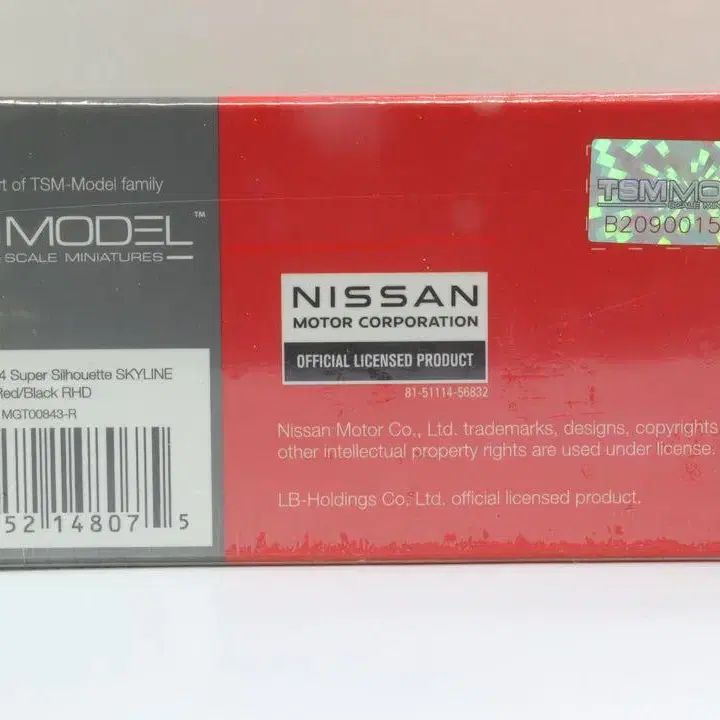 rt of TSM-Model family
MODEL™
SCALE MINIATURES
4 Super Silhouette SKYLINE
Red/Black RHD
MGT00843-R
52 14807 5
NISSAN
MOTOR CORPORATION
OFFICIAL LICENSED PRODUCT
81-51114-56832
Nissan Motor Co., Ltd. trademarks, designs, copyrights
other intellectual property rights are used under license.
LB-Holdings Co, Ltd. official licensed product.
TSMMO
B2090015